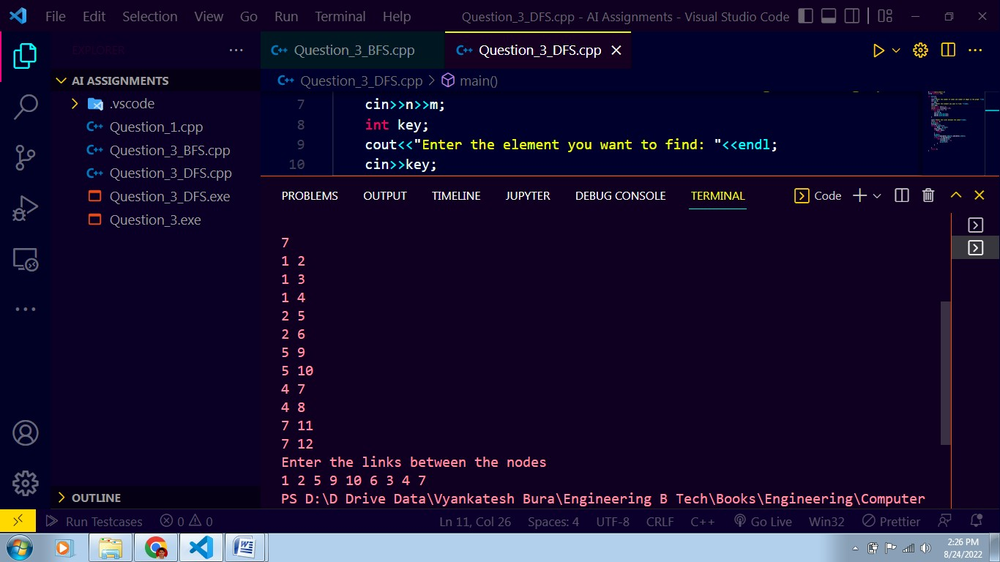 File Edit Selection View Go Run Terminal Help Question_3_DFS.cpp - AI Assignments - Visual Studio Code
EXPLORER
AI ASSIGNMENTS
.vscode
Question_1.cpp
Question_3_BFS.cpp
Question_3_DFS.cpp
Question_3_DFS.exe
Question_3.exe
OUTLINE
Question_3_BFS.cpp Question_3_DFS.cpp
Question_3_DFS.cpp > main()
7 cin>>n>>m;
8 int key;
9 cout<<"Enter the element you want to find: "<<endl;
10 cin>>key;
PROBLEMS OUTPUT TIMELINE JUPYTER DEBUG CONSOLE TERMINAL Code
7
1 2
1 3
1 4
2 5
2 6
5 9
5 10
4 7
4 8
7 11
7 12
Enter the links between the nodes
1 2 5 9 10 6 3 4 7
PS D:\D Drive Data\Vyankatesh Bura\Engineering B Tech\Books\Engineering\Computer
Run Testcases 0 0 Ln 11, Col 26 Spaces: 4 UTF-8 CRLF C++ Go Live Win32 Prettier
2:26 PM
8/24/2022